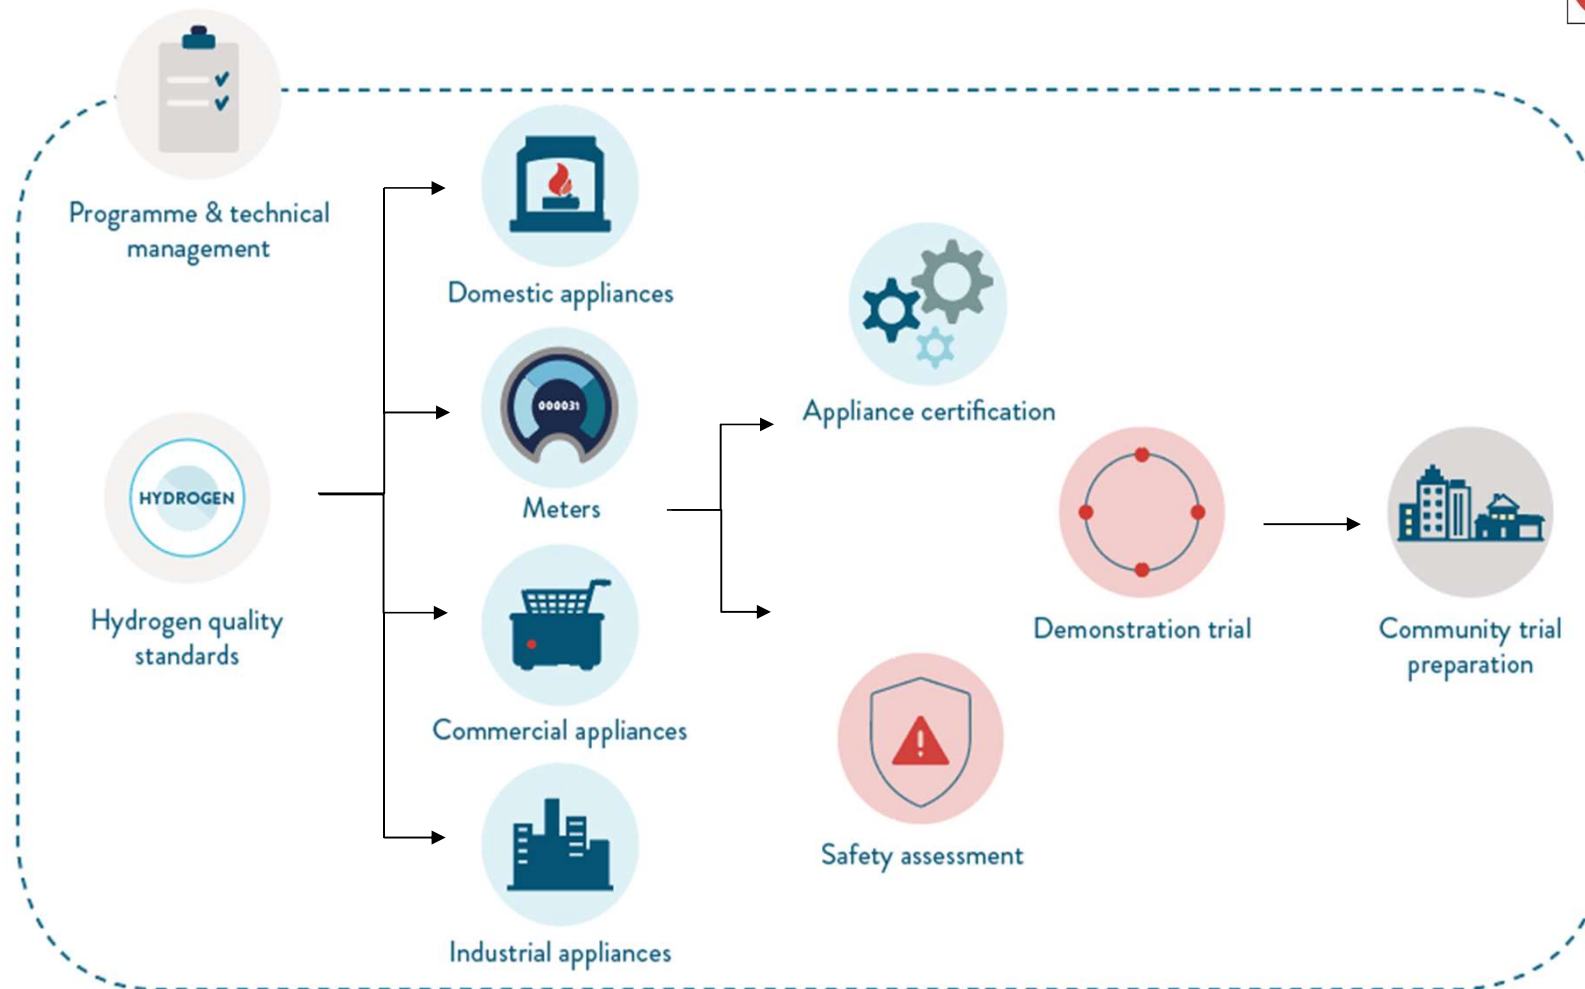 Programme & technical
management
HYDROGEN
Hydrogen quality
standards
Domestic appliances
000031
Meters
Commercial appliances
Industrial appliances
Appliance certification
Safety assessment
Demonstration trial
Community trial
preparation